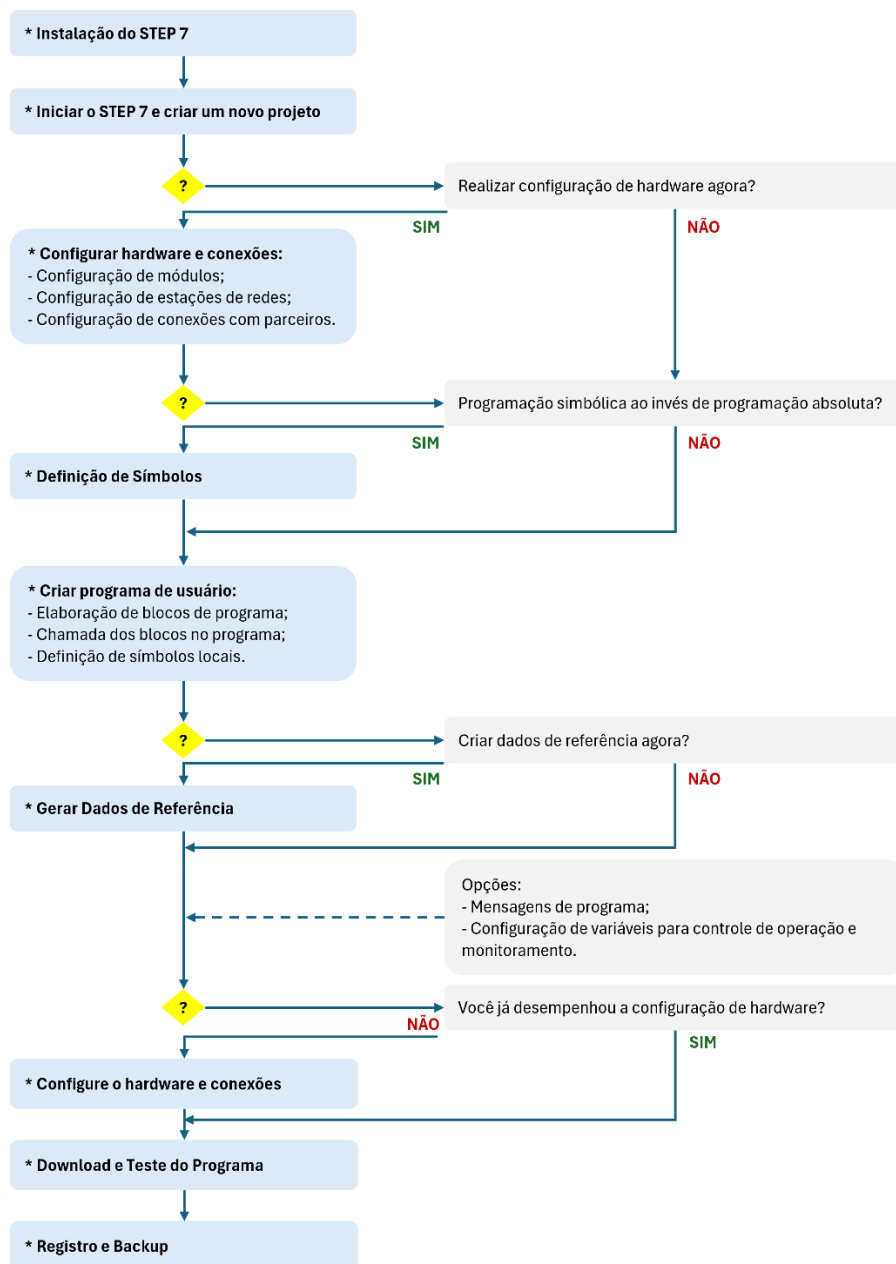 * Instalação do STEP 7
* Iniciar o STEP 7 e criar um novo projeto
?
Realizar configuração de hardware agora?
SIM
NÃO
* Configurar hardware e conexões:
- Configuração de módulos;
- Configuração de estações de redes;
- Configuração de conexões com parceiros.
?
Programação simbólica ao invés de programação absoluta?
SIM
NÃO
* Definição de Símbolos
* Criar programa de usuário:
- Elaboração de blocos de programa;
- Chamada dos blocos no programa;
- Definição de símbolos locais.
?
Criar dados de referência agora?
SIM
NÃO
* Gerar Dados de Referência
Opções:
- Mensagens de programa;
- Configuração de variáveis para controle de operação e
monitoramento.
?
Você já desempenhou a configuração de hardware?
NÃO
SIM
* Configure o hardware e conexões
* Download e Teste do Programa
* Registro e Backup